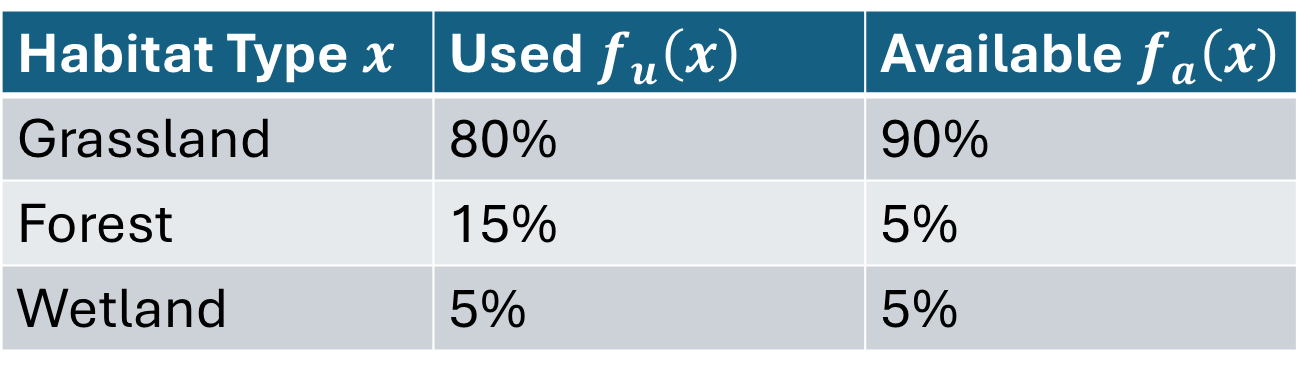 Habitat Type x Used f_u(x) Available f_a(x)
Grassland 80% 90%
Forest 15% 5%
Wetland 5% 5%